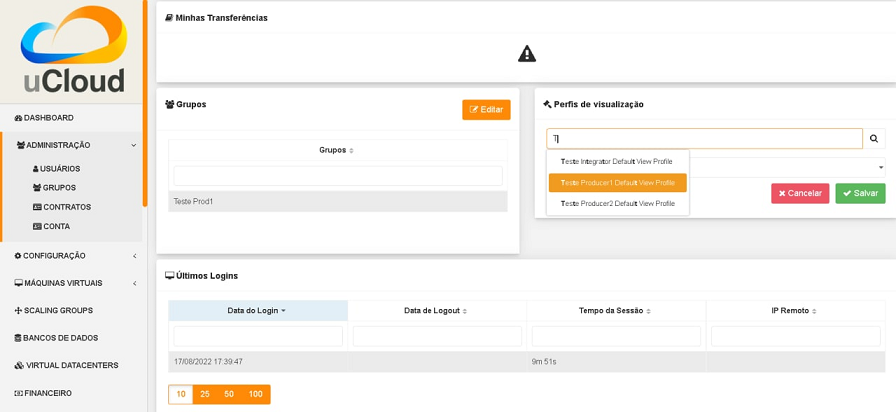 uCloud
DASHBOARD
ADMINISTRAÇÃO
USUÁRIOS
GRUPOS
CONTRATOS
CONTA
CONFIGURAÇÃO
MÁQUINAS VIRTUAIS
SCALING GROUPS
BANCOS DE DADOS
VIRTUAL DATACENTERS
FINANCEIRO
Minhas Transferências
Grupos
Editar
Grupos
Teste Prod1
Perfis de visualização
T
Teste Integrator Default View Profile
Teste Producer1 Default View Profile
Teste Producer2 Default View Profile
Cancelar
Salvar
Últimos Logins
Data do Login
Data de Logout
Tempo da Sessão
IP Remoto
17/08/2022 17:39:47
9m 51s
10 25 50 100